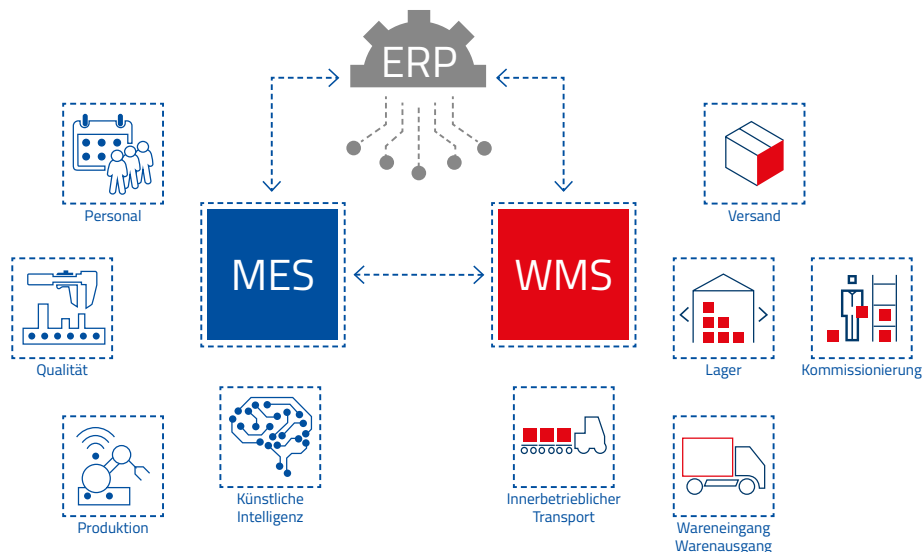 ERP
Personal
Versand
MES
WMS
Qualität
Lager
Kommissionierung
Künstliche
Intelligenz
Innerbetrieblicher
Transport
Produktion
Wareneingang
Warenausgang